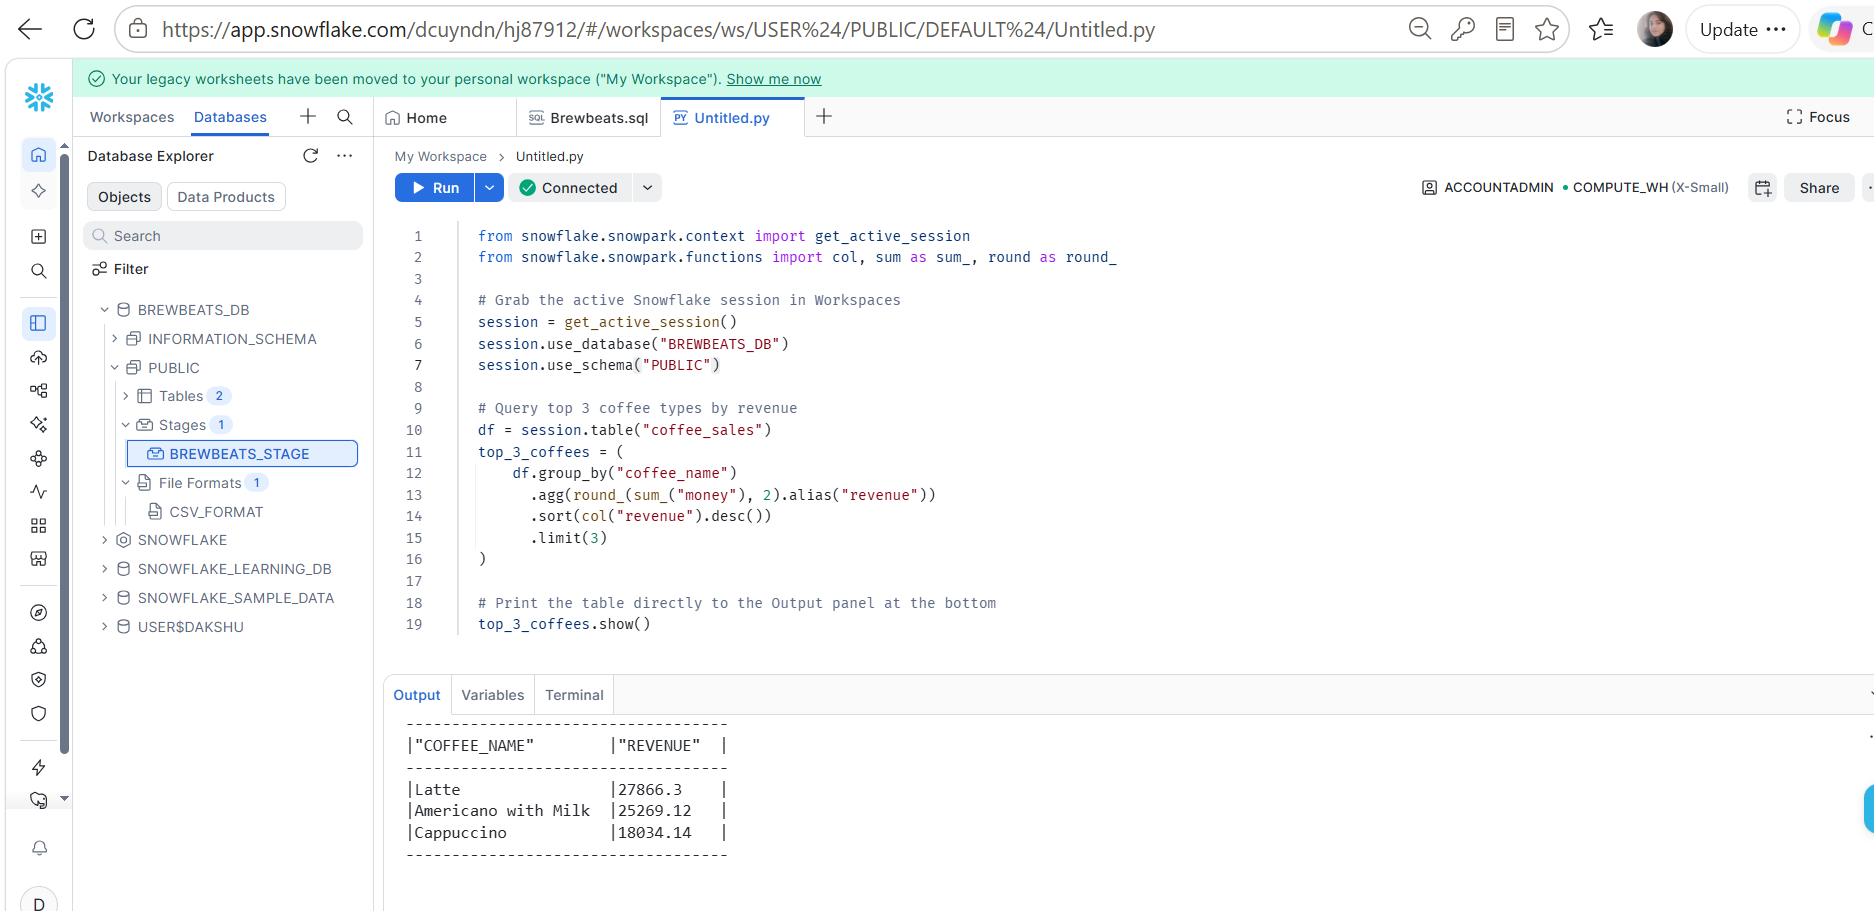 https://app.snowflake.com/dcuyndn/hj87912/#/workspaces/ws/USER%24/PUBLIC/DEFAULT%24/Untitled.py
Update
Your legacy worksheets have been moved to your personal workspace ("My Workspace"). Show me now
Workspaces
Databases
Home
SQL Brewbeats.sql
PY Untitled.py
Focus
Database Explorer
My Workspace > Untitled.py
Objects
Data Products
Run
Connected
ACCOUNTADMIN
COMPUTE_WH (X-Small)
Share
Search
Filter
BREWBEATS_DB
INFORMATION_SCHEMA
PUBLIC
Tables 2
Stages 1
BREWBEATS_STAGE
File Formats 1
CSV_FORMAT
SNOWFLAKE
SNOWFLAKE_LEARNING_DB
SNOWFLAKE_SAMPLE_DATA
USER$DAKSHU
D
1 from snowflake.snowpark.context import get_active_session
2 from snowflake.snowpark.functions import col, sum as sum_, round as round_
3
4 # Grab the active Snowflake session in Workspaces
5 session = get_active_session()
6 session.use_database("BREWBEATS_DB")
7 session.use_schema("PUBLIC")
8
9 # Query top 3 coffee types by revenue
10 df = session.table("coffee_sales")
11 top_3_coffees = (
12     df.group_by("coffee_name")
13       .agg(round_(sum_("money"), 2).alias("revenue"))
14       .sort(col("revenue").desc())
15       .limit(3)
16 )
17
18 # Print the table directly to the Output panel at the bottom
19 top_3_coffees.show()
Output
Variables
Terminal
-----------------------------------
|"COFFEE_NAME"        |"REVENUE"  |
-----------------------------------
|Latte                |27866.3    |
|Americano with Milk  |25269.12   |
|Cappuccino           |18034.14   |
-----------------------------------